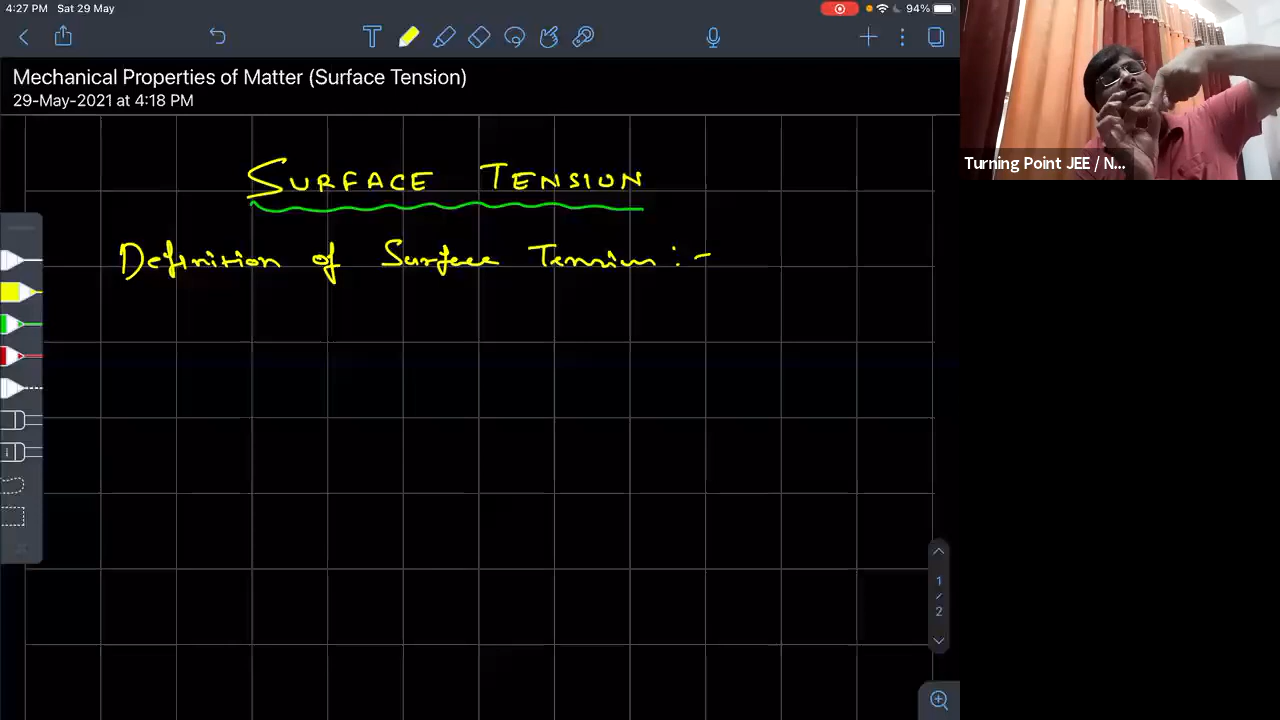 4:27 PM Sat 29 May 94%
Mechanical Properties of Matter (Surface Tension)
29-May-2021 at 4:18 PM
SURFACE TENSION
Definition of Surface Tension :-
Turning Point JEE / N...
1
/
2